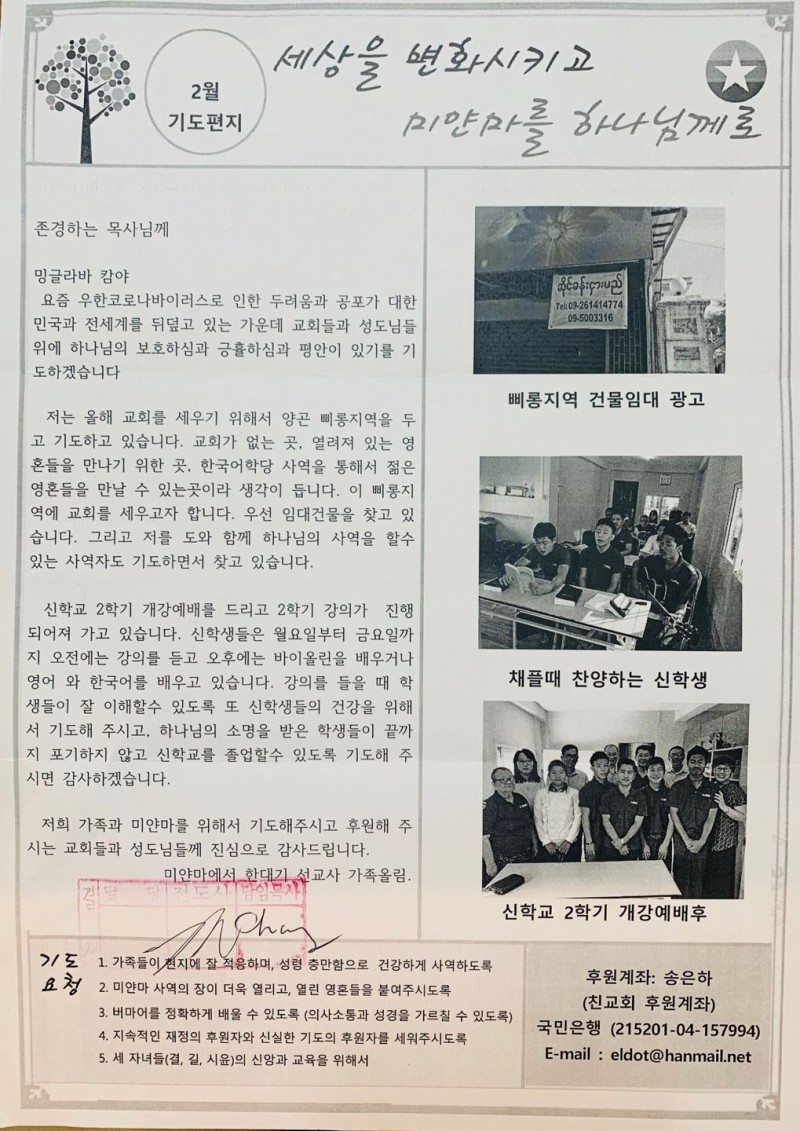 2월
기도편지
세상을 변화시키고
미얀마를 하나님께로
존경하는 목사님께
밍글라바 캄야
요즘 우한코로나바이러스로 인한 두려움과 공포가 대한
민국과 전세계를 뒤덮고 있는 가운데 교회들과 성도님들
위에 하나님의 보호하심과 긍휼하심과 평안이 있기를 기
도하겠습니다
저는 올해 교회를 세우기 위해서 양곤 삐롱지역을 두
고 기도하고 있습니다. 교회가 없는 곳, 열려져 있는 영
혼들을 만나기 위한 곳, 한국어학당 사역을 통해서 젊은
영혼들을 만날 수 있는곳이라 생각이 듭니다. 이 삐롱지
역에 교회를 세우고자 합니다. 우선 임대건물을 찾고 있
습니다. 그리고 저를 도와 함께 하나님의 사역을 할수
있는 사역자도 기도하면서 찾고 있습니다.
신학교 2학기 개강예배를 드리고 2학기 강의가 진행
되어져 가고 있습니다. 신학생들은 월요일부터 금요일까
지 오전에는 강의를 듣고 오후에는 바이올린을 배우거나
영어 와 한국어를 배우고 있습니다. 강의를 들을 때 학
생들이 잘 이해할수 있도록 또 신학생들의 건강을 위해
서 기도해 주시고, 하나님의 소명을 받은 학생들이 끝까
지 포기하지 않고 신학교를 졸업할수 있도록 기도해 주
시면 감사하겠습니다.
저희 가족과 미얀마를 위해서 기도해주시고 후원해 주
시는 교회들과 성도님들께 진심으로 감사드립니다.
미얀마에서 한대기 선교사 가족올림.
결 담 당 전도사 담임목사
재
ဆိုင်ခန်းငှားမည်
Tel:09-261414774
09-5003316
삐롱지역 건물임대 광고
채플때 찬양하는 신학생
신학교 2학기 개강예배후
기도
요청
1. 가족들이 현지에 잘 적응하며, 성령 충만함으로 건강하게 사역하도록
2. 미얀마 사역의 장이 더욱 열리고, 열린 영혼들을 붙여주시도록
3. 버마어를 정확하게 배울 수 있도록 (의사소통과 성경을 가르칠 수 있도록)
4. 지속적인 재정의 후원자와 신실한 기도의 후원자를 세워주시도록
5. 세 자녀들(결, 길, 시윤)의 신앙과 교육을 위해서
후원계좌: 송은하
(친교회 후원계좌)
국민은행 (215201-04-157994)
E-mail : eldot@hanmail.net